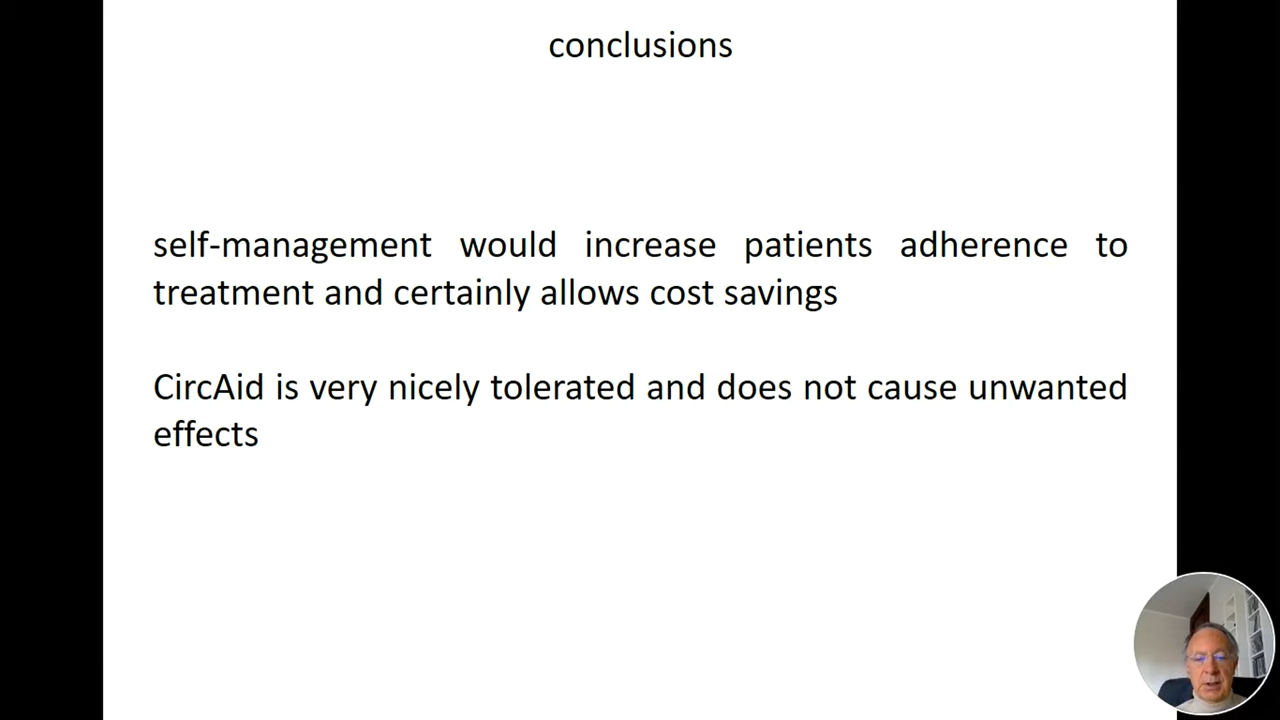 conclusions
self-management would increase patients adherence to
treatment and certainly allows cost savings
CircAid is very nicely tolerated and does not cause unwanted
effects